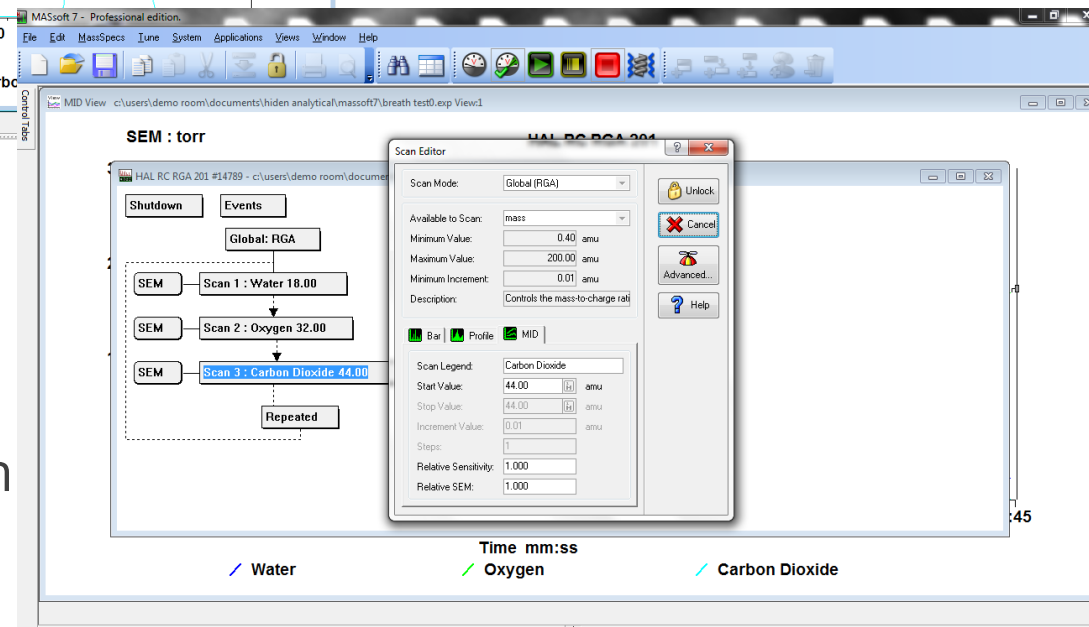 MASsoft 7 - Professional edition.
File Edt MassSpecs Tune System Applications Views Window Help
Control Tabs
MID View c:\users\demo room\documents\hiden analytical\massoft7\breath test0.exp View:1
SEM : torr
HAL RC RGA 201
HAL RC RGA 201 #14789 - c:\users\demo room\documen
Shutdown Events
Global: RGA
SEM Scan 1 : Water 18.00
SEM Scan 2 : Oxygen 32.00
SEM Scan 3 : Carbon Dioxide 44.00
Repeated
Scan Editor
Scan Mode: Global (RGA)
Available to Scan: mass
Minimum Value: 0.40 amu
Maximum Value: 200.00 amu
Minimum Increment: 0.01 amu
Description: Controls the mass-to-charge rati
Bar Profile MID
Scan Legend: Carbon Dioxide
Start Value: 44.00 amu
Stop Value: 44.00 amu
Increment Value: 0.01 amu
Steps: 1
Relative Sensitivity: 1.000
Relative SEM: 1.000
Unlock
Cancel
Advanced...
Help
:45
Time mm:ss
Water Oxygen Carbon Dioxide